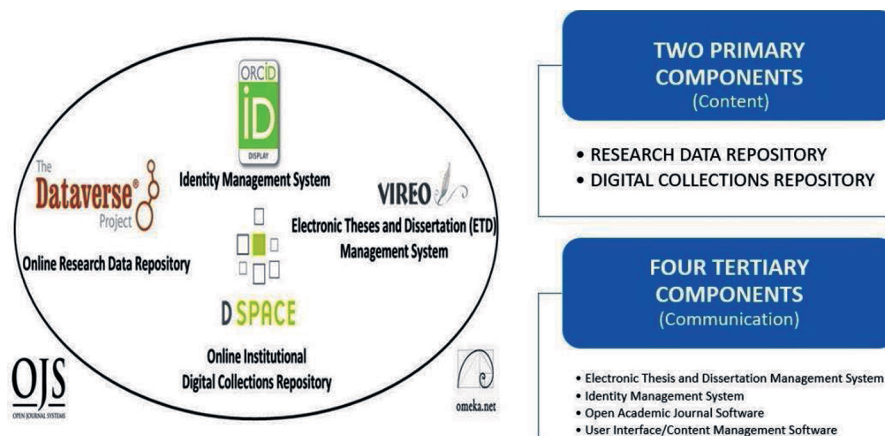 ORCID
iD
DISPLAY
Identity Management System
The
Dataverse®
Project
Online Research Data Repository
VIREO
Electronic Theses and Dissertation (ETD)
Management System
D SPACE
Online Institutional
Digital Collections Repository
OJS
OPEN JOURNAL SYSTEMS
omeka.net
TWO PRIMARY
COMPONENTS
(Content)
• RESEARCH DATA REPOSITORY
• DIGITAL COLLECTIONS REPOSITORY
FOUR TERTIARY
COMPONENTS
(Communication)
• Electronic Thesis and Dissertation Management System
• Identity Management System
• Open Academic Journal Software
• User Interface/Content Management Software